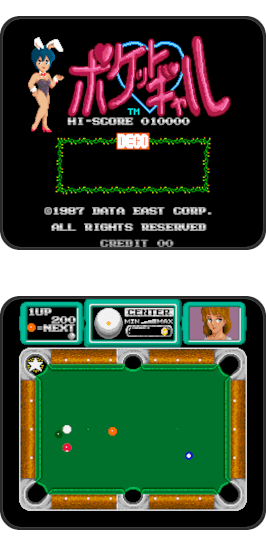 ポケット
ギャル
TM
HI-SCORE 010000
DECO
©1987 DATA EAST CORP.
ALL RIGHTS RESERVED
CREDIT 00
1UP
200
=NEXT
CENTER
MIN MAX